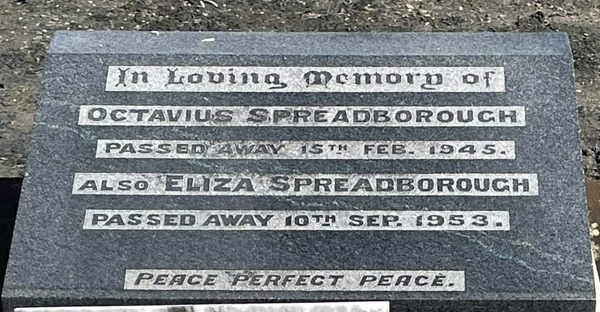 In Loving Memory of
OCTAVIUS SPREADBOROUGH
PASSED AWAY 15TH FEB. 1945.
ALSO ELIZA SPREADBOROUGH
PASSED AWAY 10TH SEP. 1953.
PEACE PERFECT PEACE.